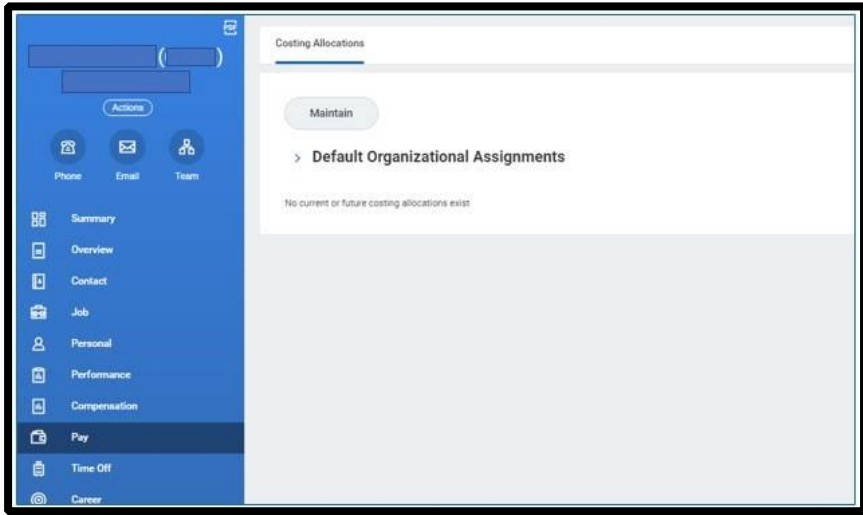 PDF
( )
Actions
Phone Email Team
Summary
Overview
Contact
Job
Personal
Performance
Compensation
Pay
Time Off
Career
Costing Allocations
Maintain
> Default Organizational Assignments
No current or future costing allocations exist